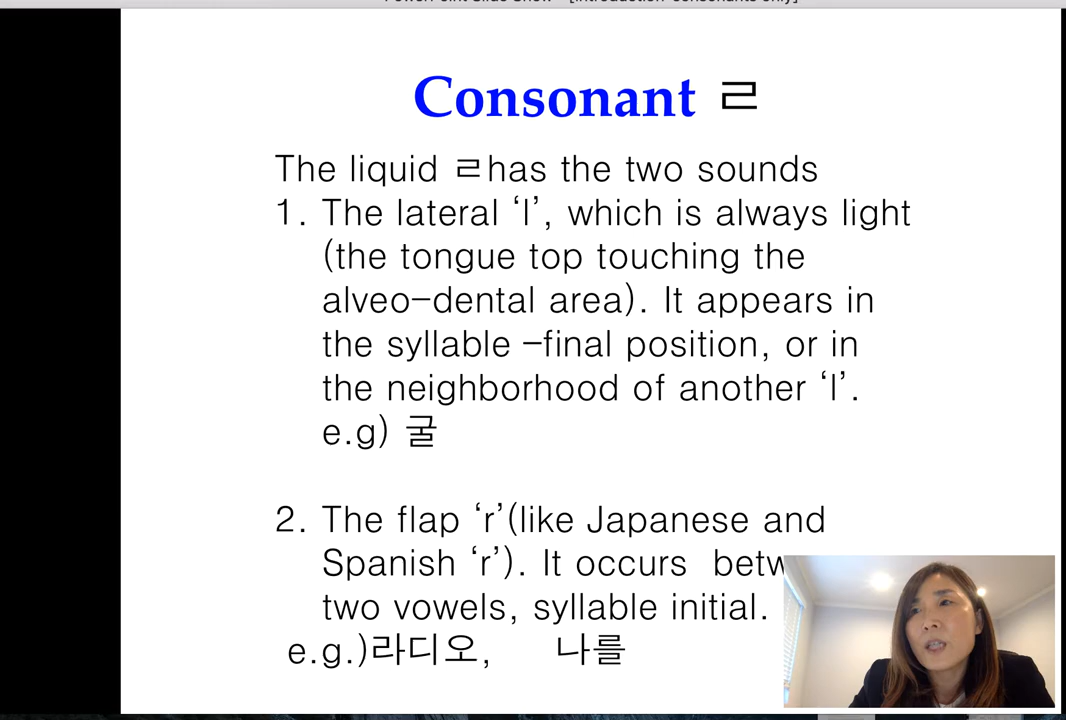 Consonant ㄹ
The liquid ㄹhas the two sounds
1. The lateral ‘l’, which is always light
(the tongue top touching the
alveo-dental area). It appears in
the syllable -final position, or in
the neighborhood of another ‘l’.
e.g) 굴
2. The flap ‘r’(like Japanese and
Spanish ‘r’). It occurs
two vowels, syllable initial.
e.g.)라디오, 나를